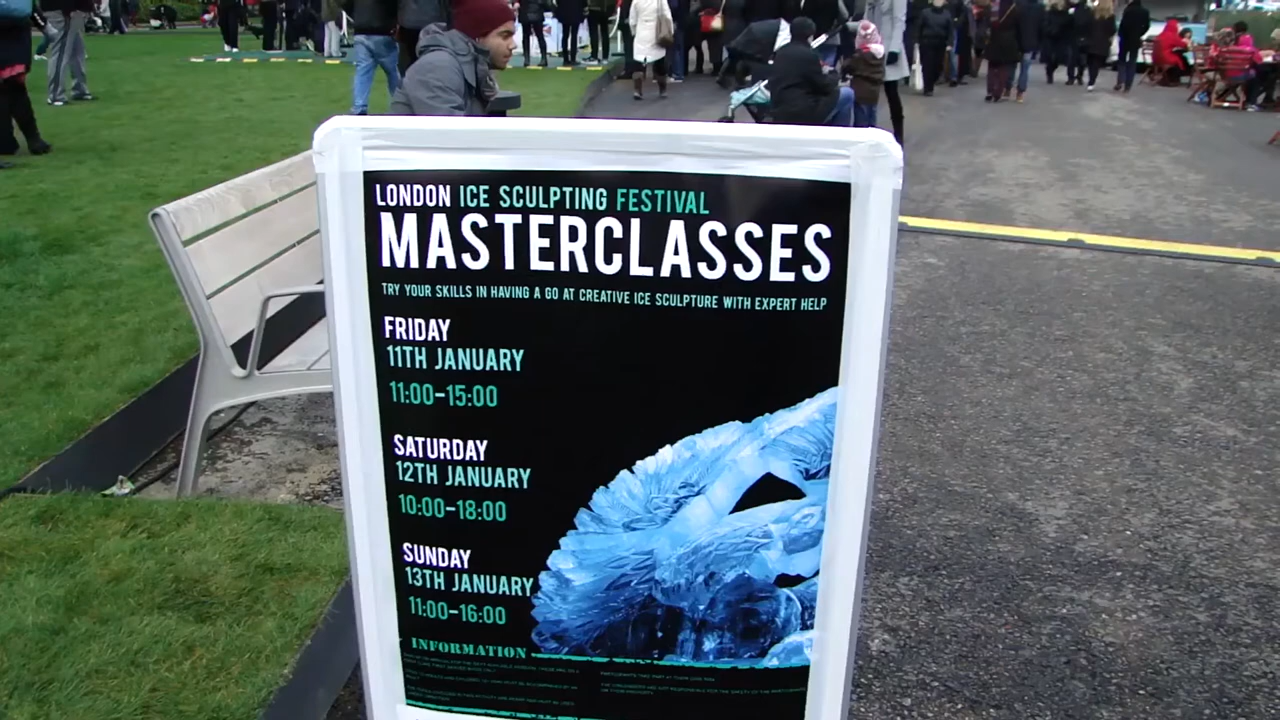 LONDON ICE SCULPTING FESTIVAL
MASTERCLASSES
TRY YOUR SKILLS IN HAVING A GO AT CREATIVE ICE SCULPTURE WITH EXPERT HELP
FRIDAY
11TH JANUARY
11:00-15:00
SATURDAY
12TH JANUARY
10:00-18:00
SUNDAY
13TH JANUARY
11:00-16:00
INFORMATION